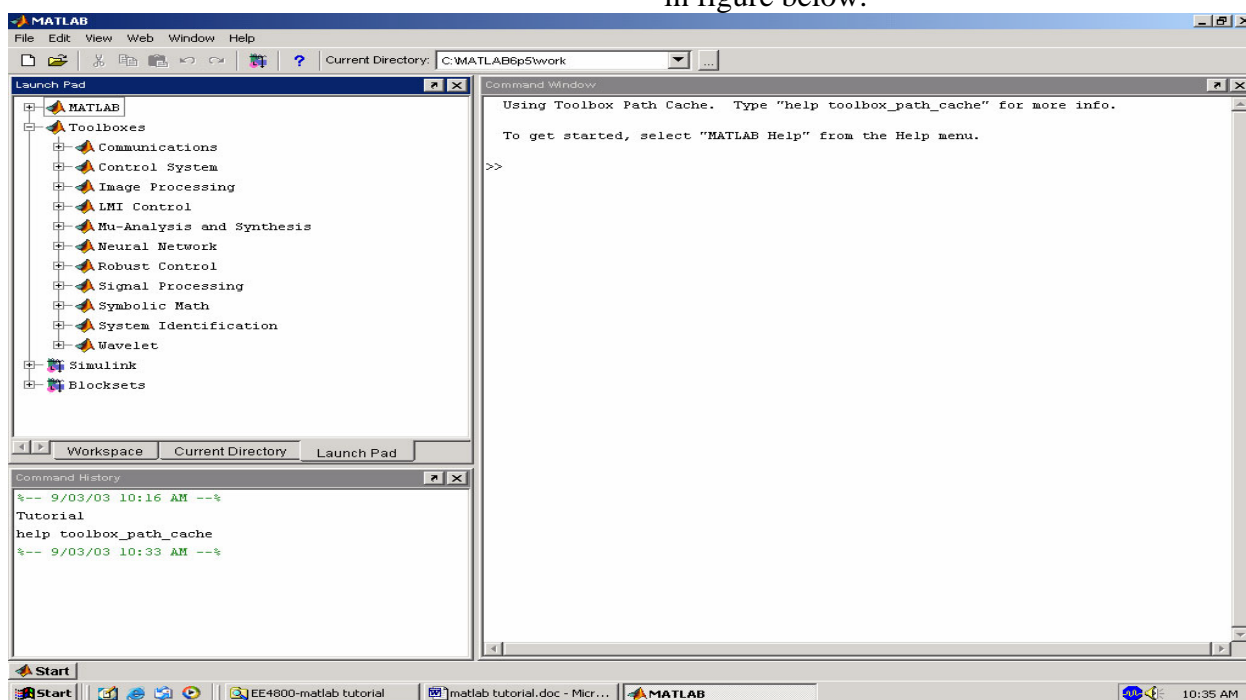 in figure below.
MATLAB
File Edit View Web Window Help
? Current Directory: C:\MATLAB6p5\work ...
Launch Pad
MATLAB
Toolboxes
Communications
Control System
Image Processing
LMI Control
Mu-Analysis and Synthesis
Neural Network
Robust Control
Signal Processing
Symbolic Math
System Identification
Wavelet
Simulink
Blocksets
Workspace Current Directory Launch Pad
Command History
%-- 9/03/03 10:16 AM --%
Tutorial
help toolbox_path_cache
%-- 9/03/03 10:33 AM --%
Command Window
Using Toolbox Path Cache. Type "help toolbox_path_cache" for more info.
To get started, select "MATLAB Help" from the Help menu.
>>
Start
Start EE4800-matlab tutorial matlab tutorial.doc - Micr... MATLAB 10:35 AM